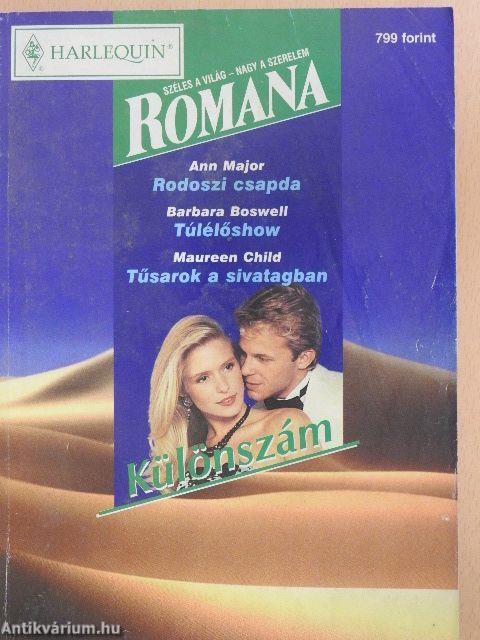 HARLEQUIN®
799 forint
SZÉLES A VILÁG – NAGY A SZERELEM
ROMANA
Ann Major
Rodoszi csapda
Barbara Boswell
Túlélőshow
Maureen Child
Tűsarok a sivatagban
Különszám
Antikvárium.hu